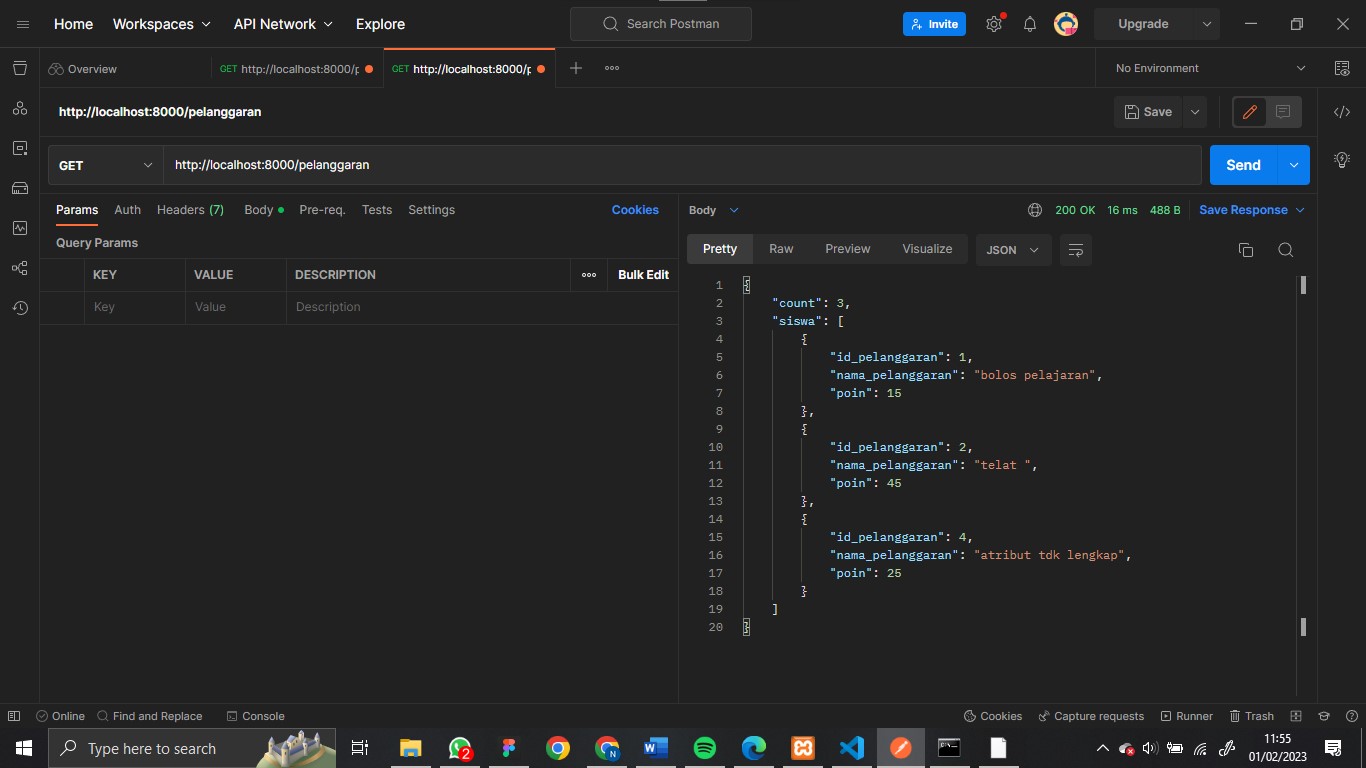 Home Workspaces API Network Explore Search Postman Invite Upgrade
Overview GET http://localhost:8000/p GET http://localhost:8000/p No Environment
http://localhost:8000/pelanggaran Save
GET http://localhost:8000/pelanggaran Send
Params Auth Headers (7) Body Pre-req. Tests Settings Cookies
Query Params
KEY VALUE DESCRIPTION Bulk Edit
Key Value Description
Body 200 OK 16 ms 488 B Save Response
Pretty Raw Preview Visualize JSON
1 {
2 "count": 3,
3 "siswa": [
4 {
5 "id_pelanggaran": 1,
6 "nama_pelanggaran": "bolos pelajaran",
7 "poin": 15
8 },
9 {
10 "id_pelanggaran": 2,
11 "nama_pelanggaran": "telat ",
12 "poin": 45
13 },
14 {
15 "id_pelanggaran": 4,
16 "nama_pelanggaran": "atribut tdk lengkap",
17 "poin": 25
18 }
19 ]
20 }
Online Find and Replace Console Cookies Capture requests Runner Trash
Type here to search 2 N W 11:55
01/02/2023